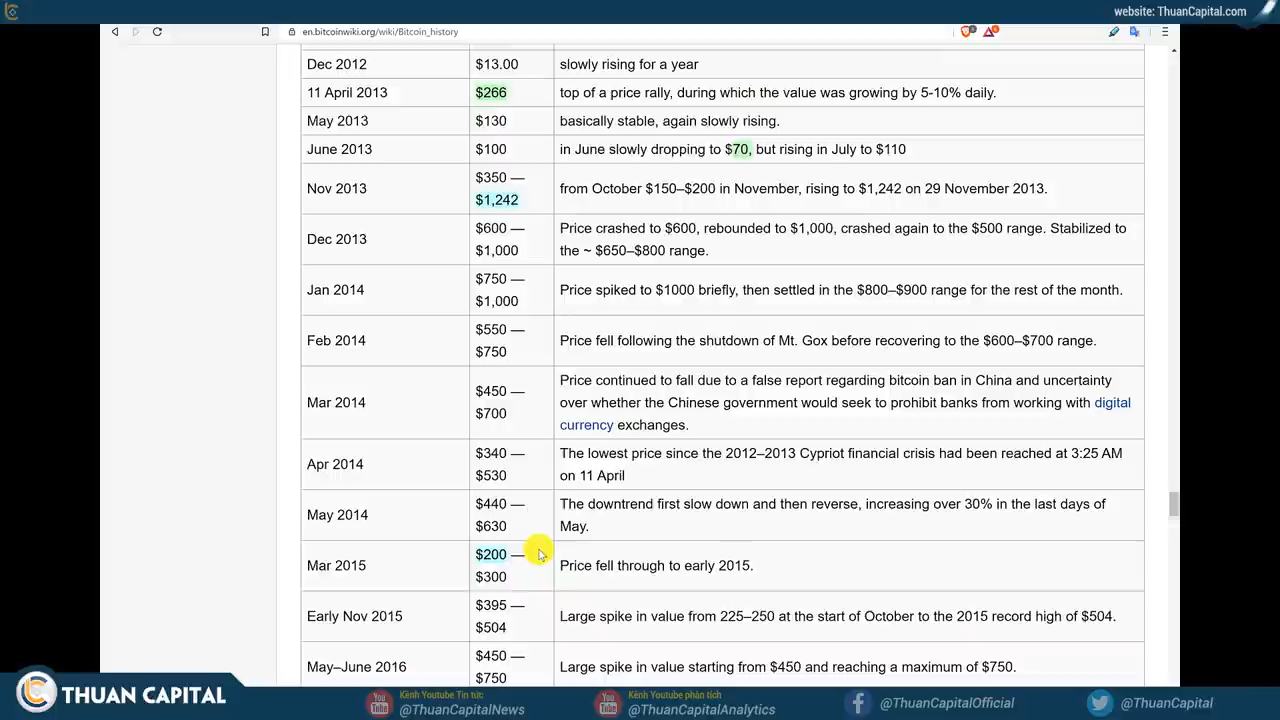 website: ThuanCapital.com
en.bitcoinwiki.org/wiki/Bitcoin_history
Dec 2012 $13.00 slowly rising for a year
11 April 2013 $266 top of a price rally, during which the value was growing by 5-10% daily.
May 2013 $130 basically stable, again slowly rising.
June 2013 $100 in June slowly dropping to $70, but rising in July to $110
Nov 2013 $350 — $1,242 from October $150–$200 in November, rising to $1,242 on 29 November 2013.
Dec 2013 $600 — $1,000 Price crashed to $600, rebounded to $1,000, crashed again to the $500 range. Stabilized to
the ~ $650–$800 range.
Jan 2014 $750 — $1,000 Price spiked to $1000 briefly, then settled in the $800–$900 range for the rest of the month.
Feb 2014 $550 — $750 Price fell following the shutdown of Mt. Gox before recovering to the $600–$700 range.
Mar 2014 $450 — $700 Price continued to fall due to a false report regarding bitcoin ban in China and uncertainty
over whether the Chinese government would seek to prohibit banks from working with digital
currency exchanges.
Apr 2014 $340 — $530 The lowest price since the 2012–2013 Cypriot financial crisis had been reached at 3:25 AM
on 11 April
May 2014 $440 — $630 The downtrend first slow down and then reverse, increasing over 30% in the last days of
May.
Mar 2015 $200 — $300 Price fell through to early 2015.
Early Nov 2015 $395 — $504 Large spike in value from 225–250 at the start of October to the 2015 record high of $504.
May–June 2016 $450 — $750 Large spike in value starting from $450 and reaching a maximum of $750.
THUAN CAPITAL
You Tube
Kênh Youtube Tin tức:
@ThuanCapitalNews
You Tube
Kênh Youtube phân tích
@ThuanCapitalAnalytics
@ThuanCapitalOfficial
@ThuanCapital